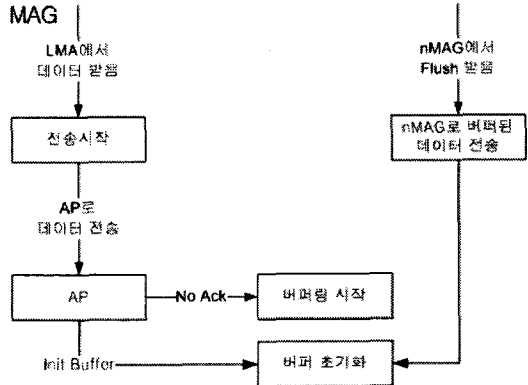 MAG
LMA에서
데이터 받음
전송시작
AP로
데이터 전송
AP
No Ack
버퍼링 시작
Init Buffer
버퍼 초기화
nMAG에서
Flush 받음
nMAG로 버퍼된
데이터 전송